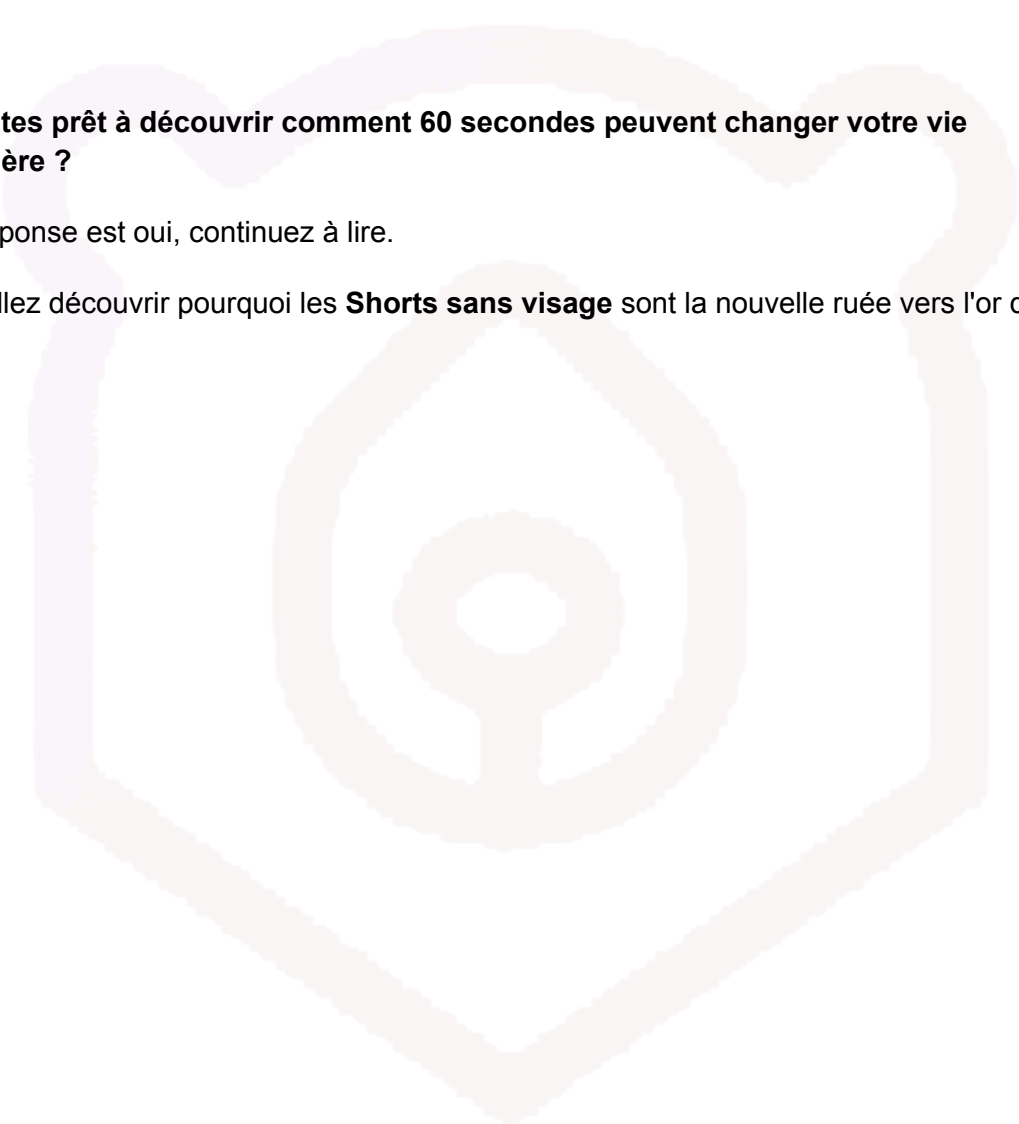 tes prêt à découvrir comment 60 secondes peuvent changer votre vie
ère ?
ponse est oui, continuez à lire.
llez découvrir pourquoi les Shorts sans visage sont la nouvelle ruée vers l'or